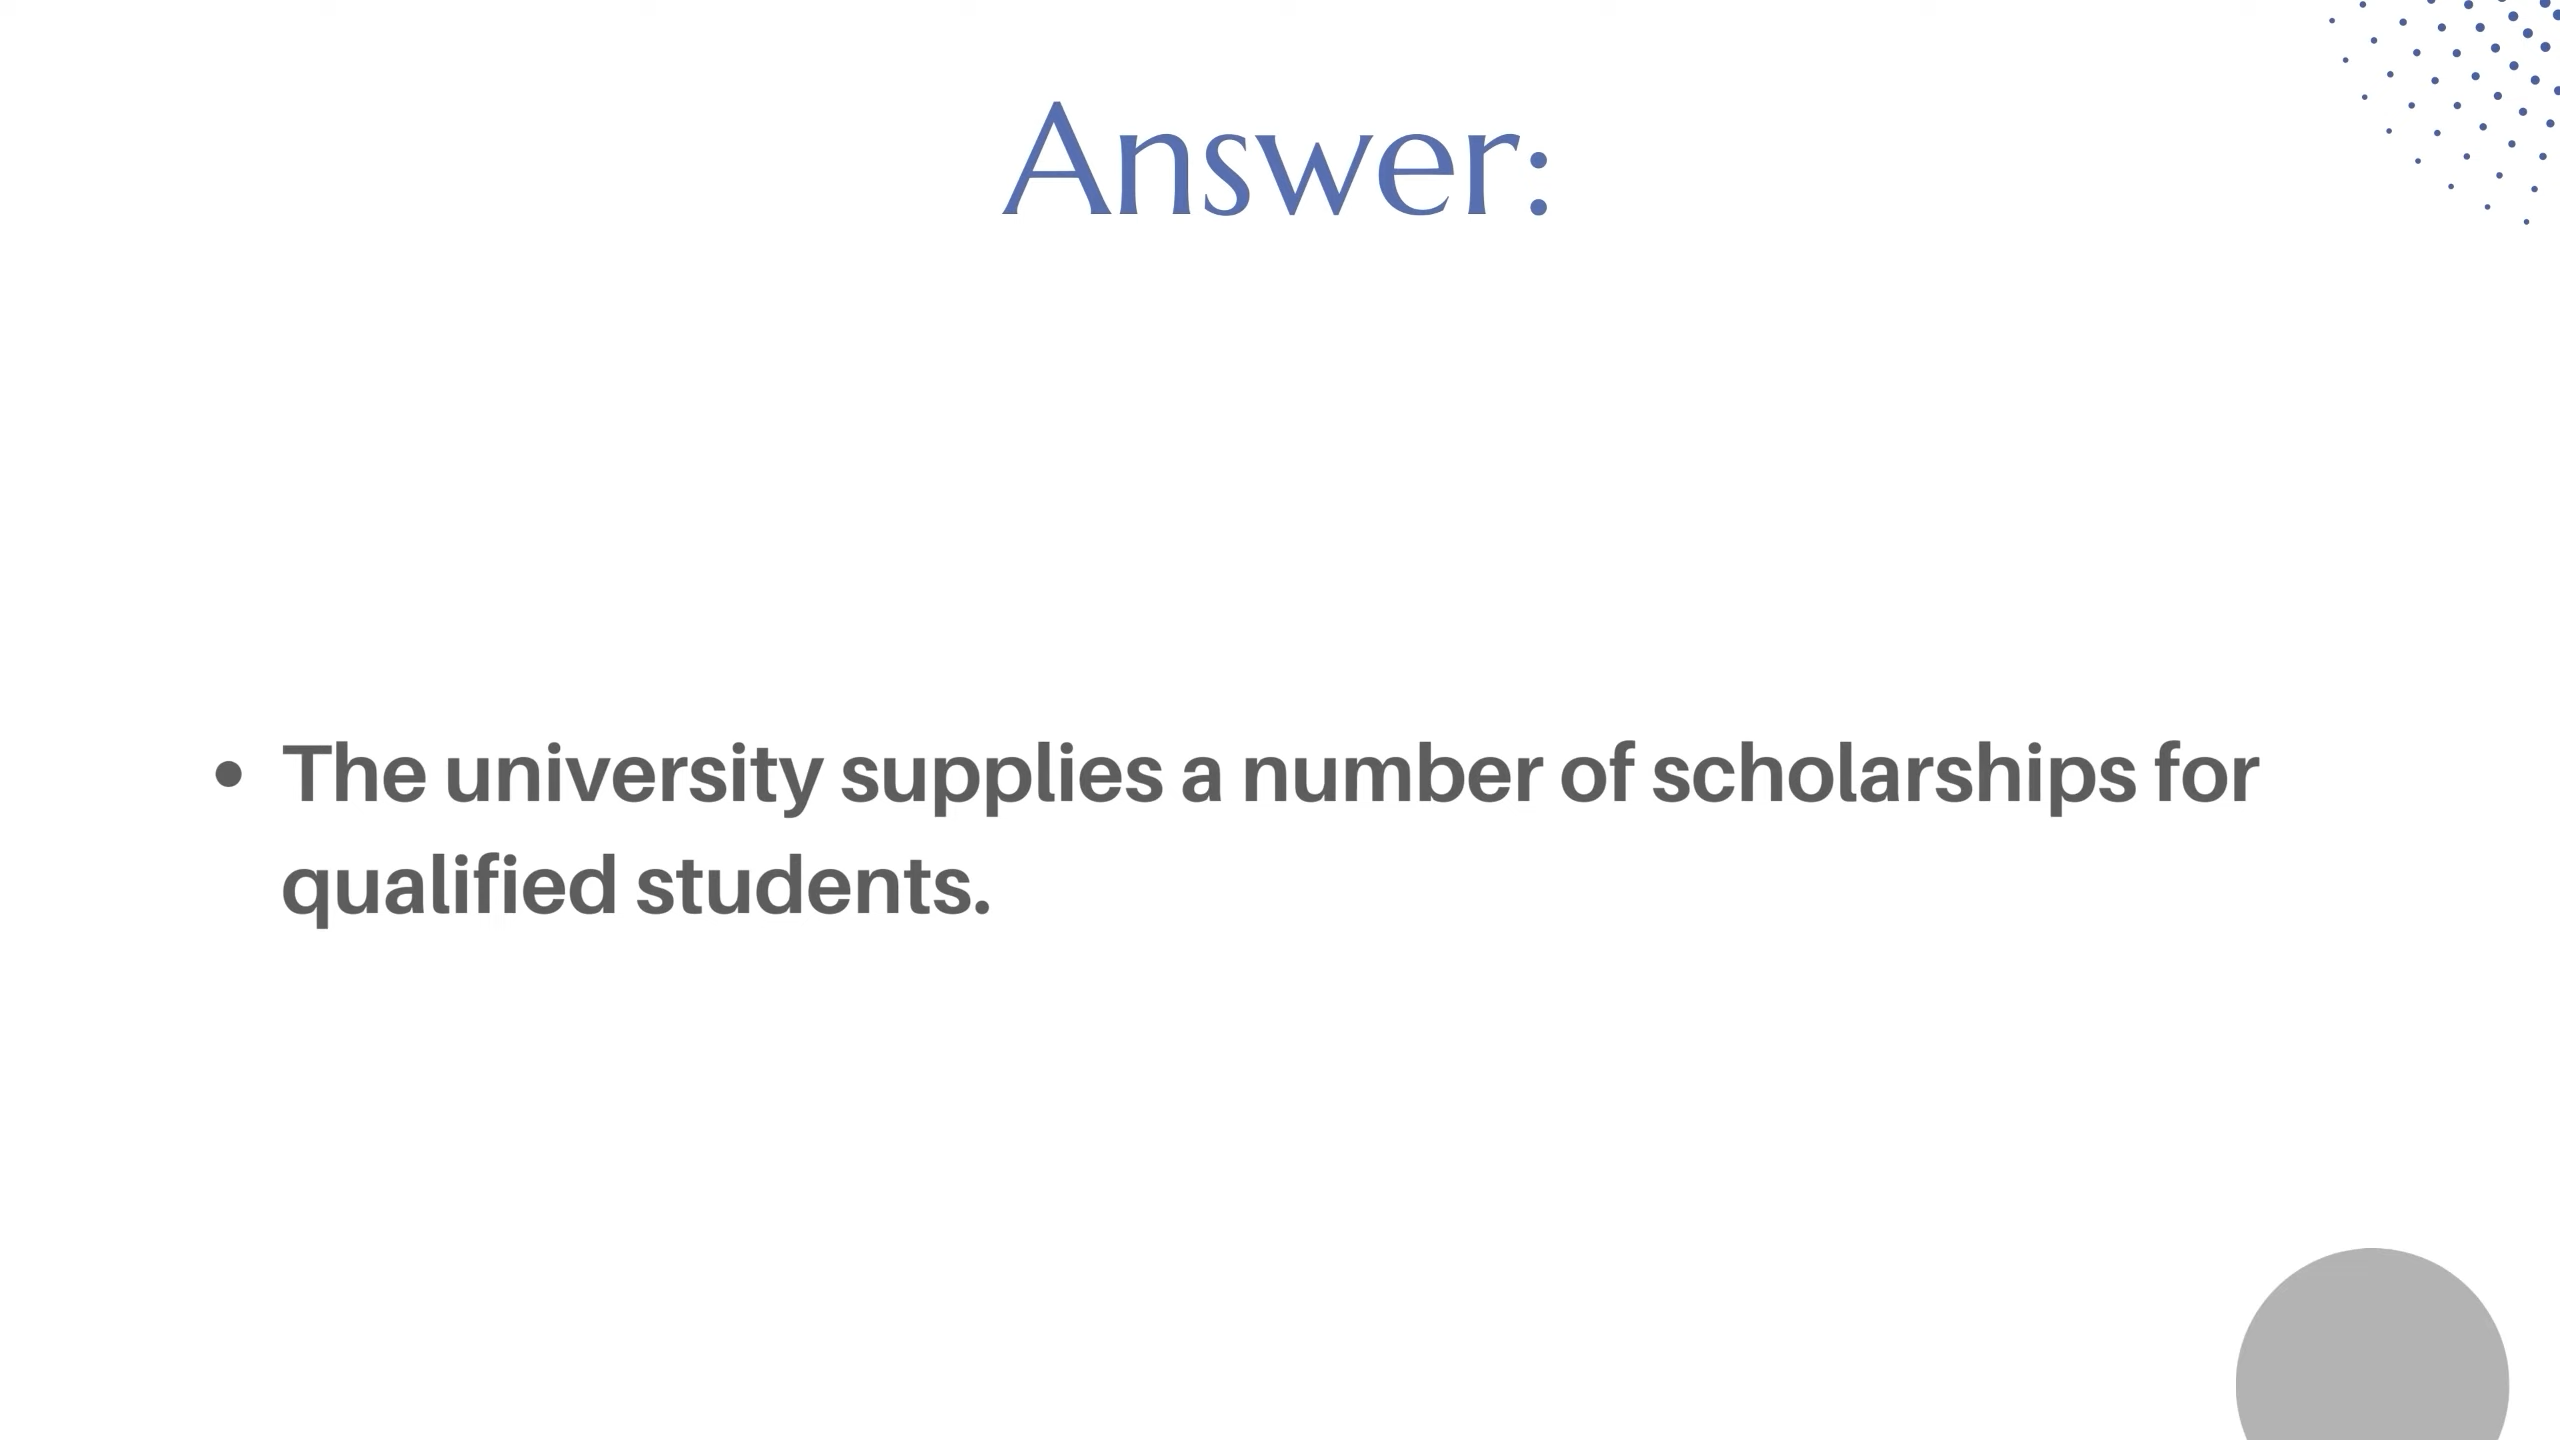 Answer:
• The university supplies a number of scholarships for
qualified students.